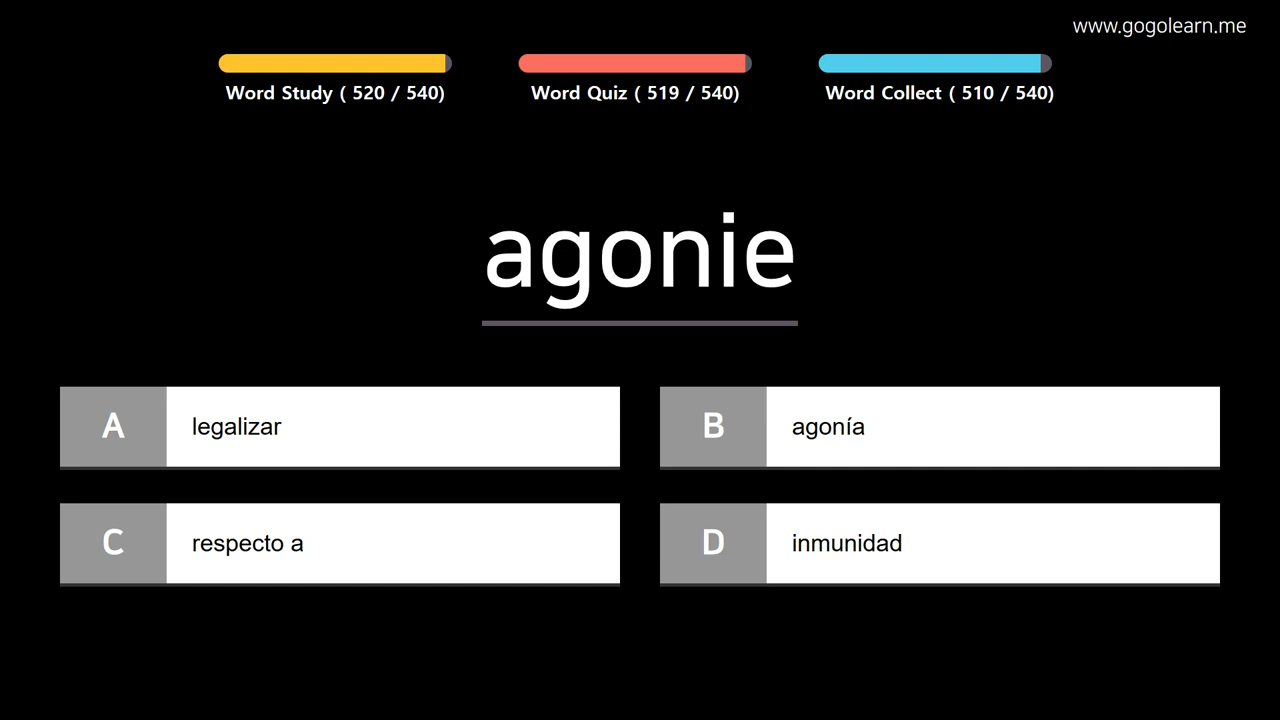 www.gogolearn.me
Word Study ( 520 / 540)
Word Quiz ( 519 / 540)
Word Collect ( 510 / 540)
agonie
A legalizar
B agonía
C respecto a
D inmunidad